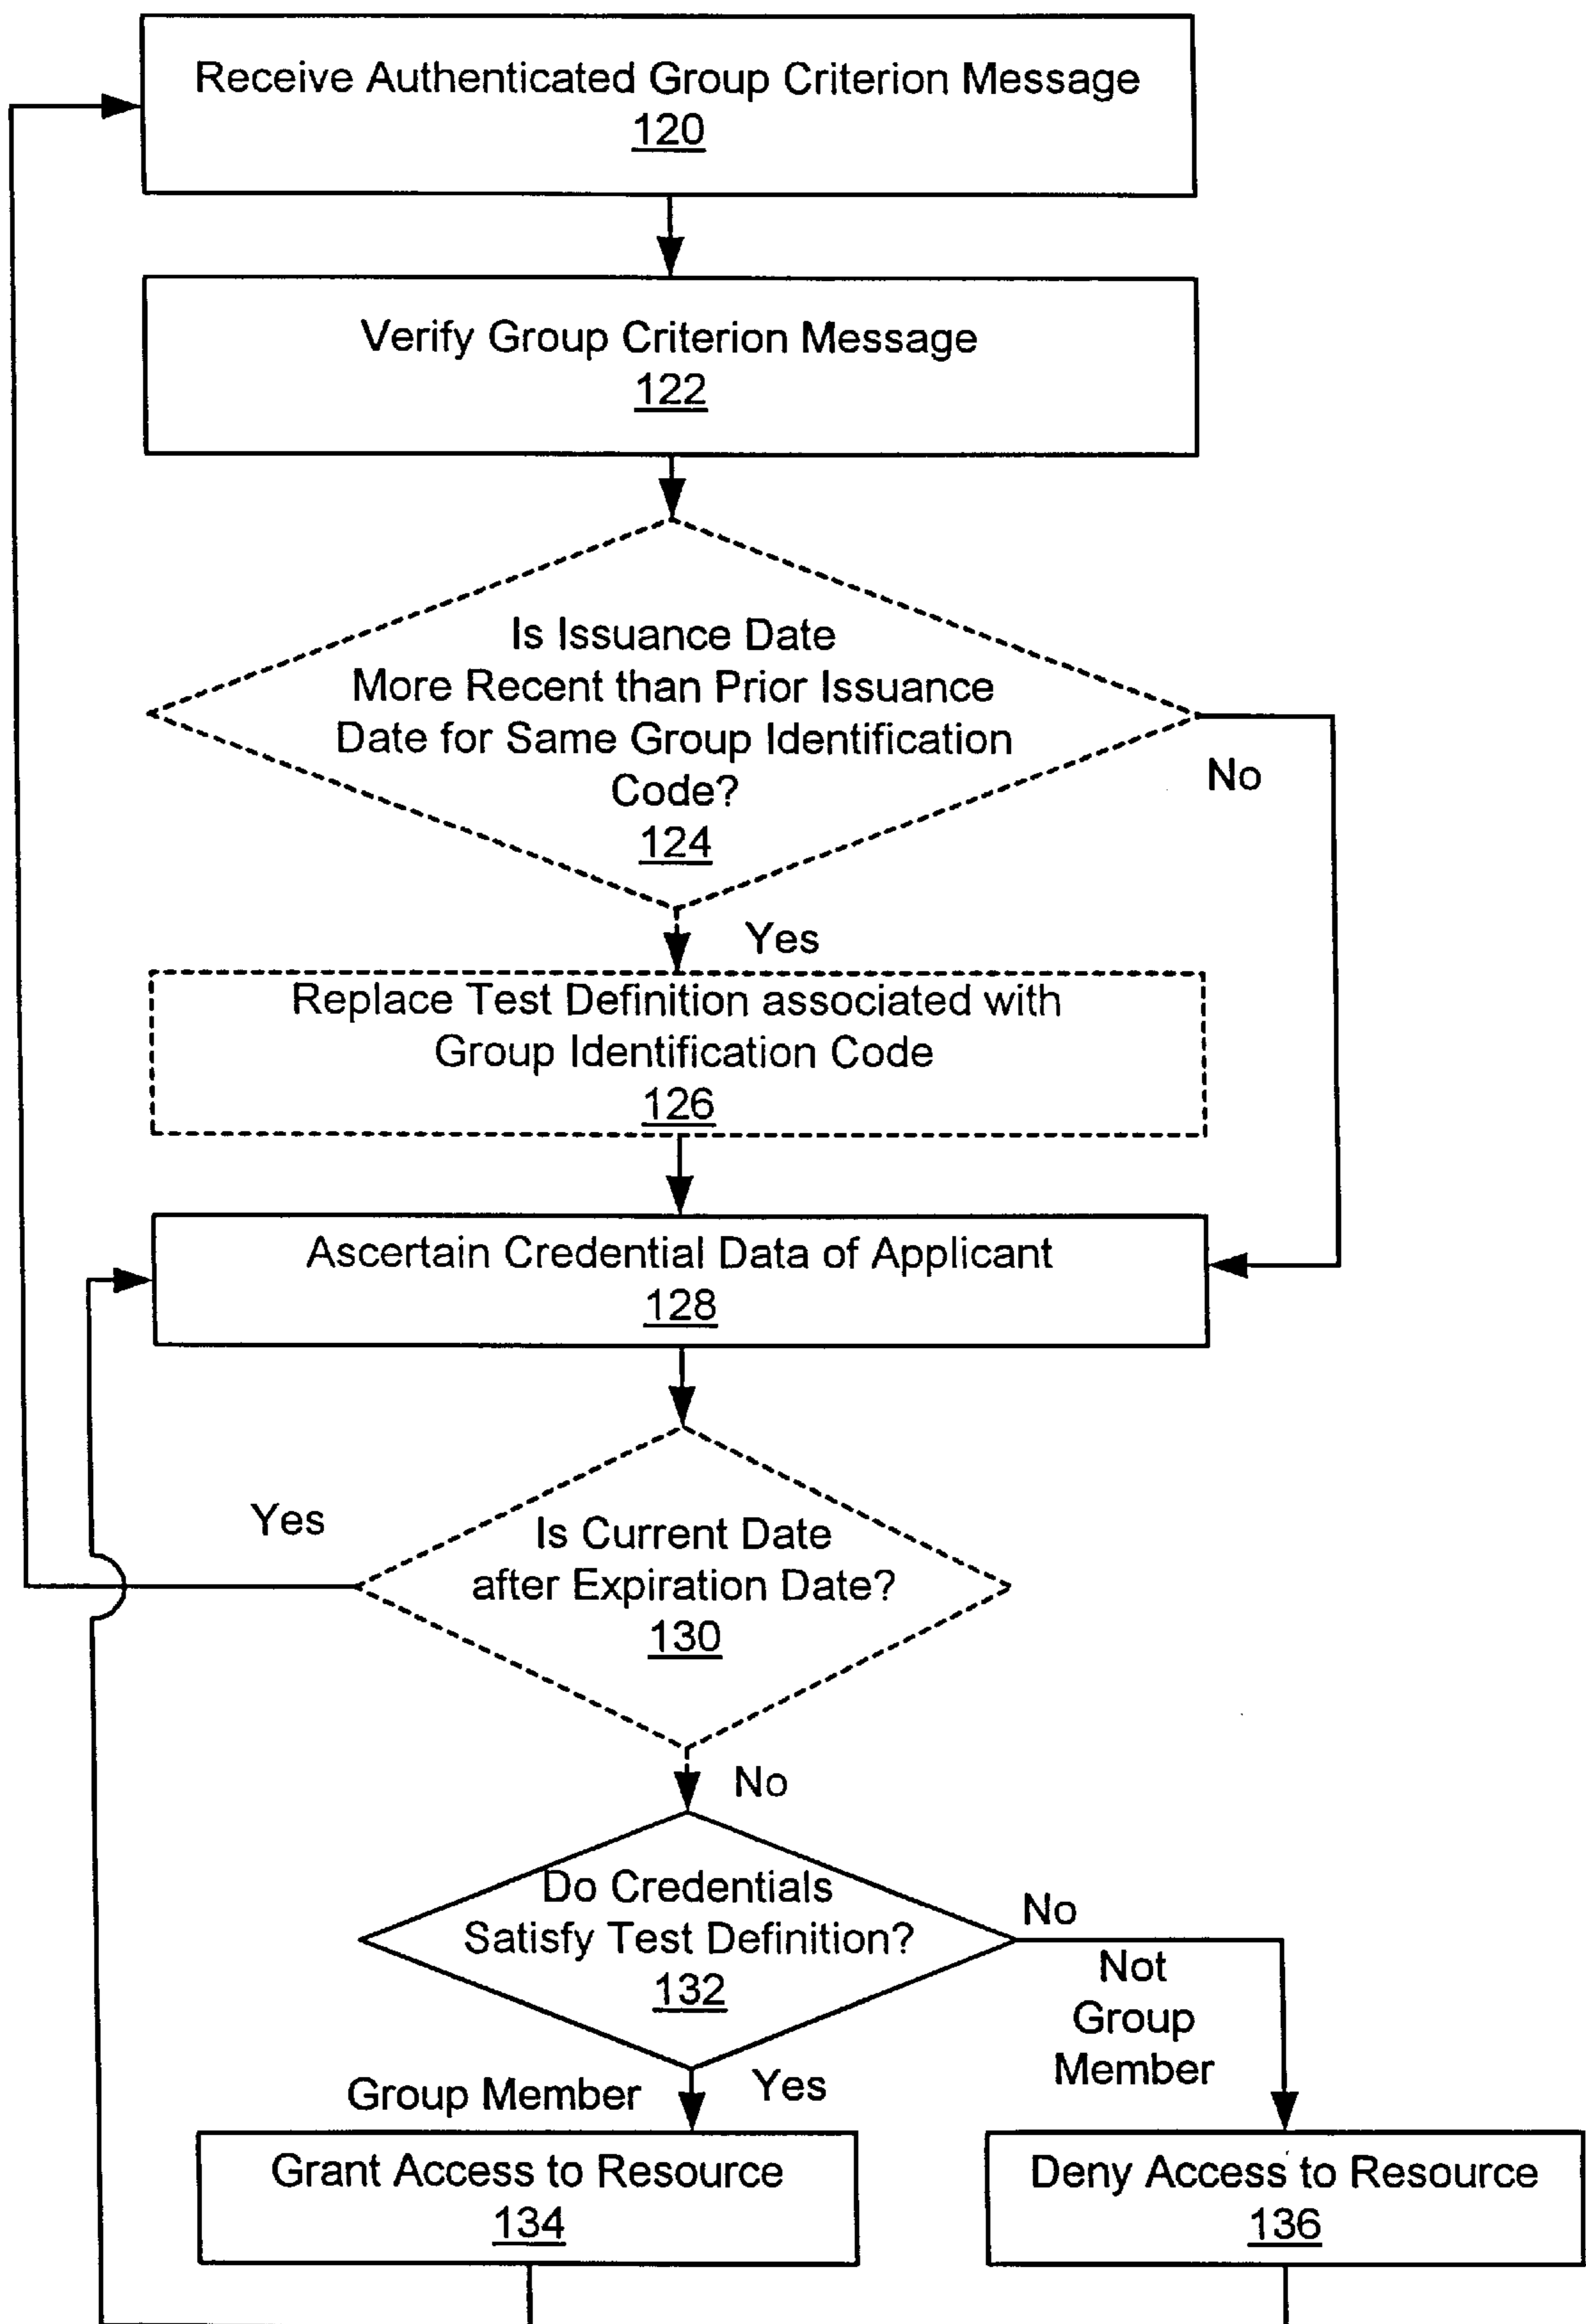 Receive Authenticated Group Criterion Message
120
Verify Group Criterion Message
122
Is Issuance Date
More Recent than Prior Issuance
Date for Same Group Identification
Code?
124
No
Yes
Replace Test Definition associated with
Group Identification Code
126
Ascertain Credential Data of Applicant
128
Yes
Is Current Date
after Expiration Date?
130
No
Do Credentials
Satisfy Test Definition?
132
No
Not
Group
Member
Group Member
Yes
Grant Access to Resource
134
Deny Access to Resource
136